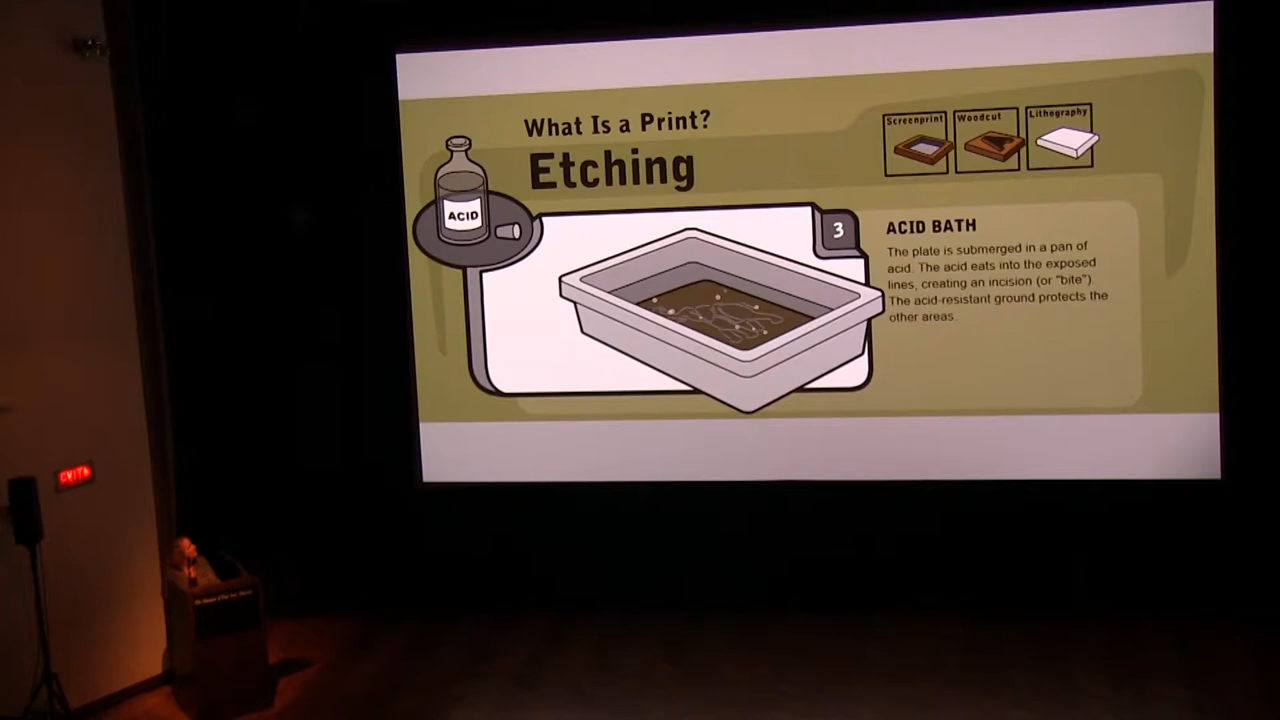 What Is a Print?
Etching
Screenprint
Woodcut
Lithography
ACID
3
ACID BATH
The plate is submerged in a pan of
acid. The acid eats into the exposed
lines, creating an incision (or "bite").
The acid-resistant ground protects the
other areas.